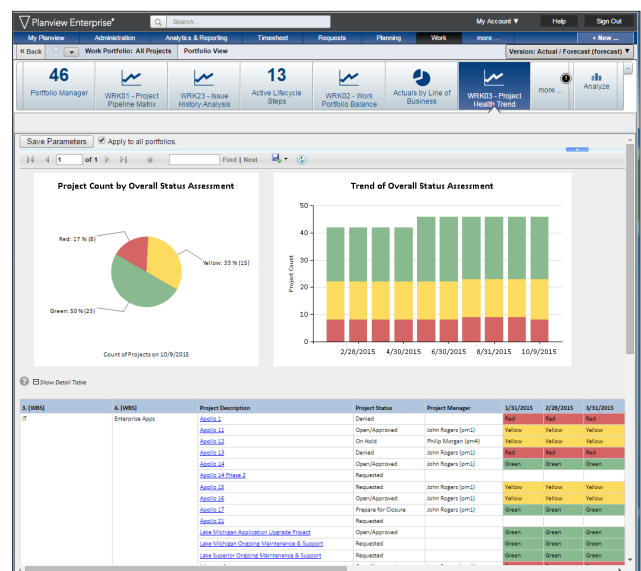 Planview Enterprise®
Search...
My Account ▼
Help
Sign Out
My Planview
Administration
Analytics & Reporting
Timesheet
Requests
Planning
Work
more ...
+ New ...
« Back
Work Portfolio: All Projects
Portfolio View
Version: Actual / Forecast (forecast) ▼
46
Portfolio Manager
WRK01 - Project
Pipeline Matrix
WRK23 - Issue
History Analysis
13
Active Lifecycle
Steps
WRK02 - Work
Portfolio Balance
Actuals by Line of
Business
WRK03 - Project
Health Trend
more ...
Analyze
Save Parameters
Apply to all portfolios.
1 of 1
Find | Next
Project Count by Overall Status Assessment
Red: 17 % (8)
Yellow: 33 % (15)
Green: 50 % (23)
Count of Projects on 10/9/2015
Trend of Overall Status Assessment
Project Count
50
40
30
20
10
0
2/28/2015 4/30/2015 6/30/2015 8/31/2015 10/9/2015
Show Detail Table
3. (WBS) 4. (WBS) Project Description Project Status Project Manager 1/31/2015 2/28/2015 3/31/2015
IT Enterprise Apps Apollo 1 Denied Red Red Red
Apollo 11 Open/Approved John Rogers (pm1) Yellow Yellow Yellow
Apollo 12 On Hold Philip Morgan (pm4) Yellow Yellow Yellow
Apollo 13 Denied John Rogers (pm1) Red Red Red
Apollo 14 Open/Approved John Rogers (pm1) Green Green Green
Apollo 14 Phase 2 Requested
Apollo 15 Requested John Rogers (pm1) Yellow Yellow Yellow
Apollo 16 Open/Approved John Rogers (pm1) Yellow Yellow Yellow
Apollo 17 Prepare for Closure John Rogers (pm1) Green Green Green
Apollo 21 Requested
Lake Michigan Application Upgrade Project Open/Approved Green Green Green
Lake Michigan Ongoing Maintenance & Support Requested Green Green Green
Lake Superior Ongoing Maintenance & Support Requested Green Green Green